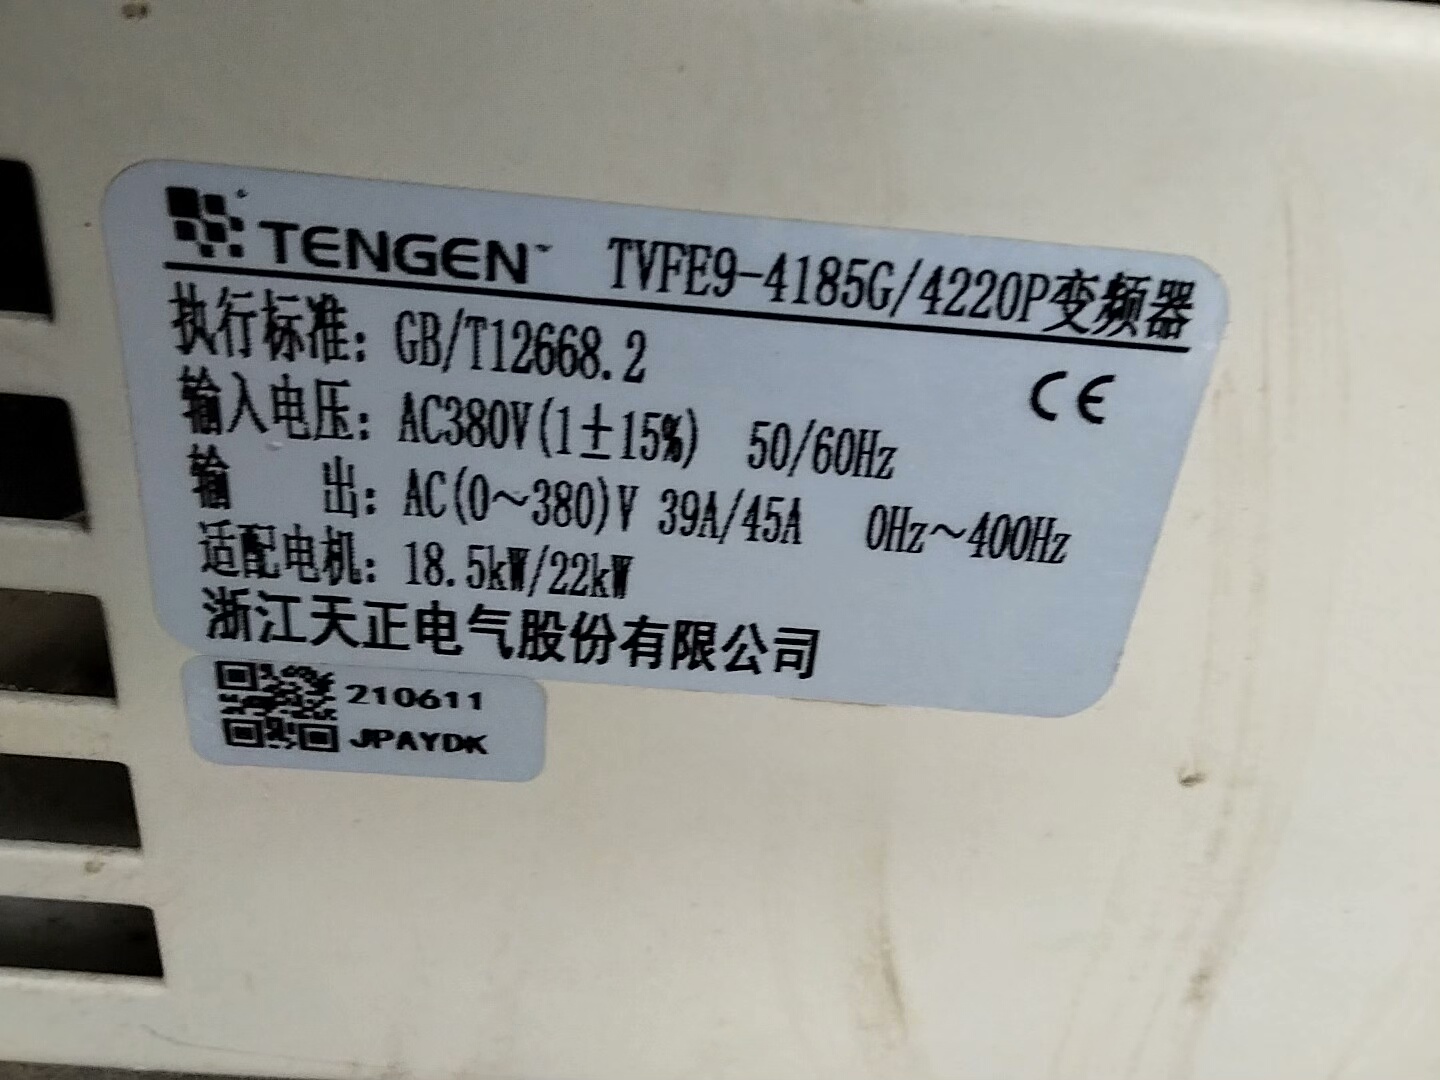 TENGEN™ TVFE9-4185G/4220P变频器
执行标准: GB/T12668.2
CE
输入电压: AC380V(1±15%) 50/60Hz
输 出: AC(0～380)V 39A/45A 0Hz～400Hz
适配电机: 18.5kW/22kW
浙江天正电气股份有限公司
210611
JPAYDK